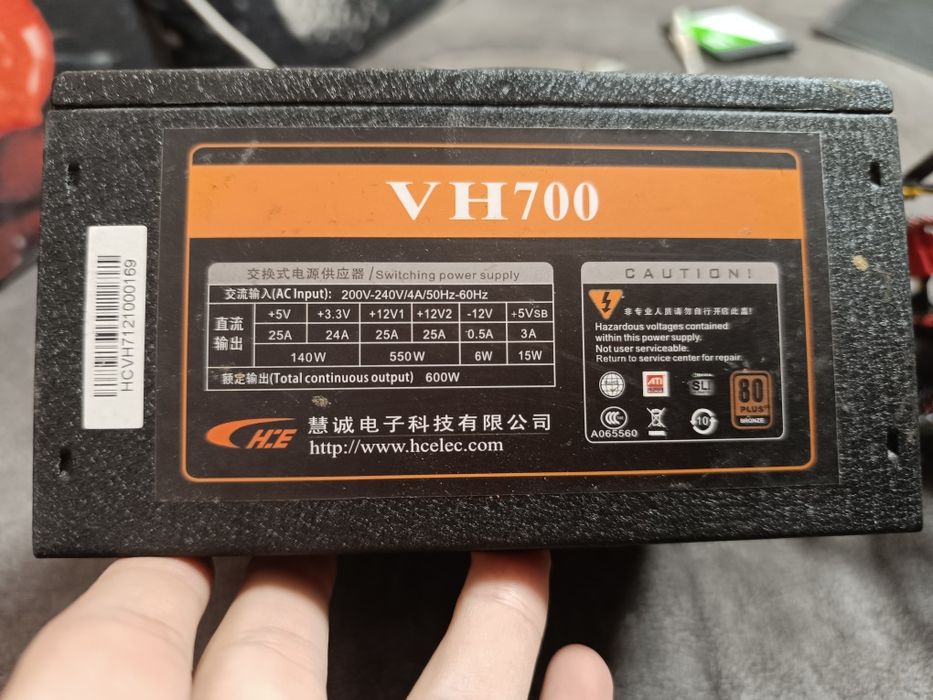 VH700
交换式电源供应器/Switching power supply
交流输入(AC Input): 200V-240V/4A/50Hz-60Hz
直流输出 +5V +3.3V +12V1 +12V2 -12V +5VSB
25A 24A 25A 25A 0.5A 3A
140W 550W 6W 15W
额定输出(Total continuous output) 600W
HE
慧诚电子科技有限公司
http://www.hcelec.com
CAUTION!
非专业人员请勿自行开启此盖!
Hazardous voltages contained
within this power supply.
Not user serviceable.
Return to service center for repair.
ATI
SLI
80
PLUS
BRONZE
CCC
10
A065560
HCVH7121000169